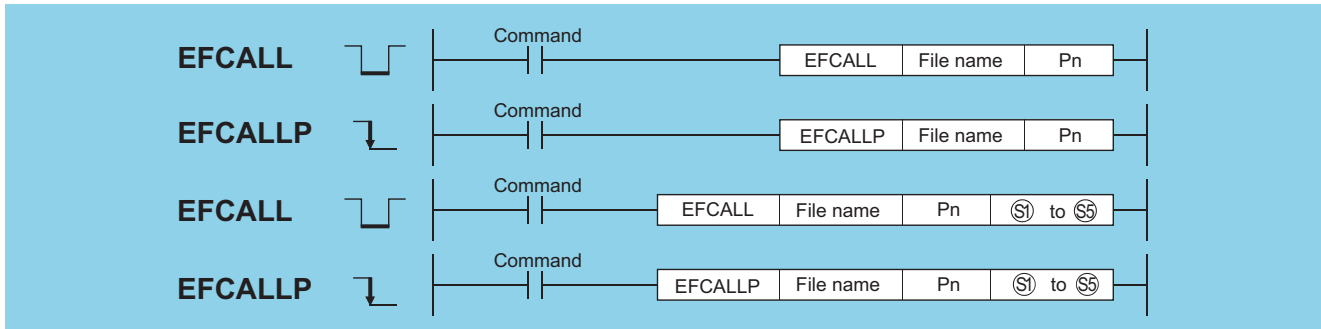 Command
EFCALL EFCALL File name Pn
Command
EFCALLP EFCALLP File name Pn
Command
EFCALL EFCALL File name Pn S1 to S5
Command
EFCALLP EFCALLP File name Pn S1 to S5